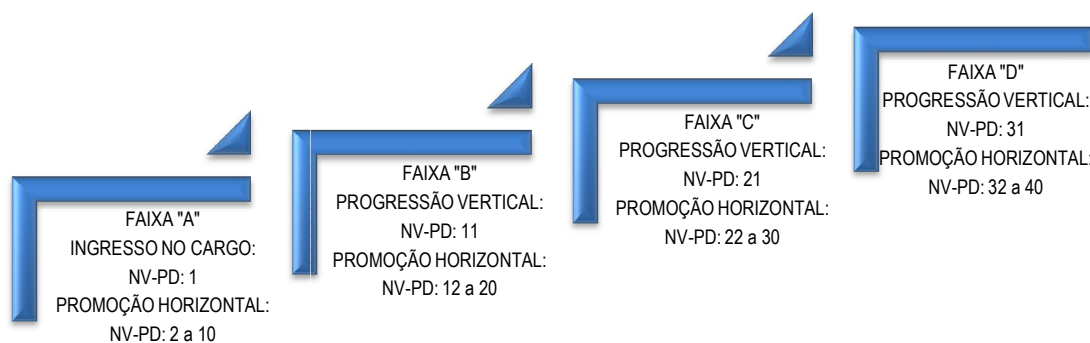 FAIXA "A"
INGRESSO NO CARGO:
NV-PD: 1
PROMOÇÃO HORIZONTAL:
NV-PD: 2 a 10
FAIXA "B"
PROGRESSÃO VERTICAL:
NV-PD: 11
PROMOÇÃO HORIZONTAL:
NV-PD: 12 a 20
FAIXA "C"
PROGRESSÃO VERTICAL:
NV-PD: 21
PROMOÇÃO HORIZONTAL:
NV-PD: 22 a 30
FAIXA "D"
PROGRESSÃO VERTICAL:
NV-PD: 31
PROMOÇÃO HORIZONTAL:
NV-PD: 32 a 40